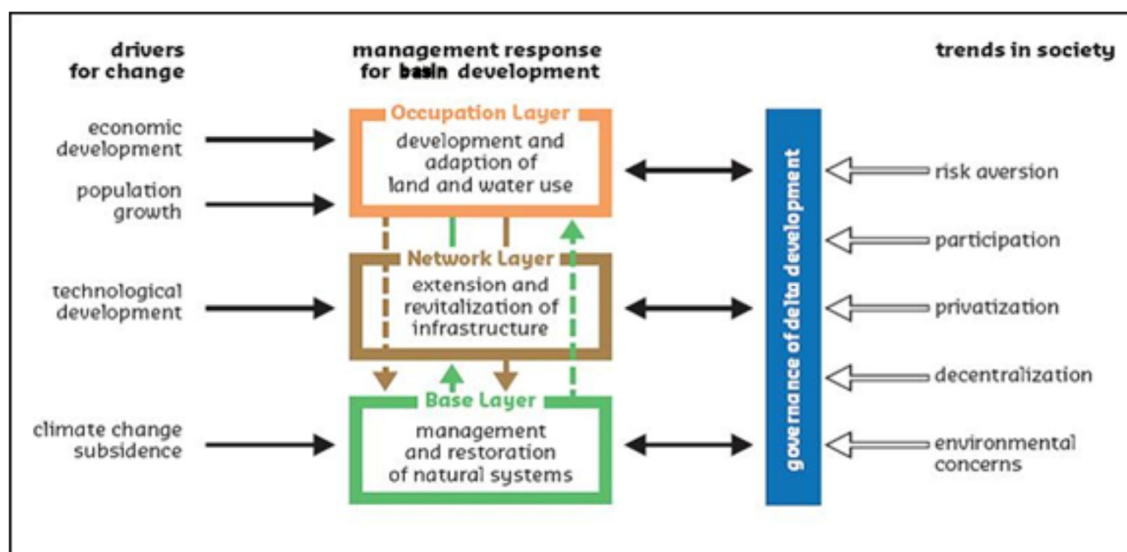 drivers
for change
management response
for basin development
trends in society
economic
development
population
growth
technological
development
climate change
subsidence
Occupation Layer
development and
adaption of
land and water use
Network Layer
extension and
revitalization of
infrastructure
Base Layer
management
and restoration
of natural systems
governance of delta development
risk aversion
participation
privatization
decentralization
environmental
concerns